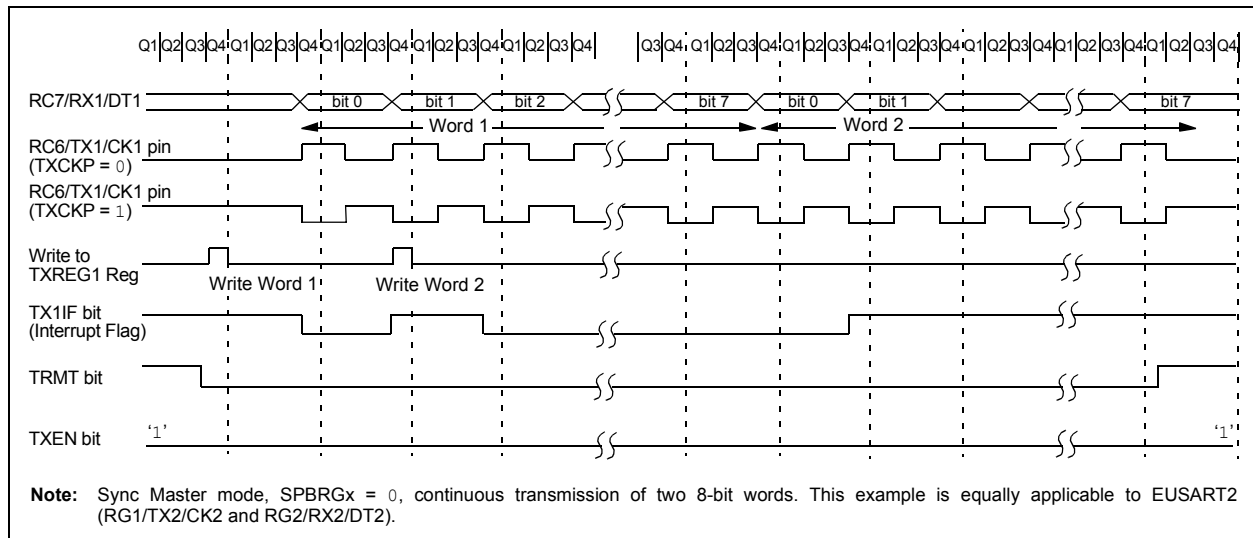 Q1 Q2 Q3 Q4 Q1 Q2 Q3 Q4 Q1 Q2 Q3 Q4 Q1 Q2 Q3 Q4 Q1 Q2 Q3 Q4 Q3 Q4 Q1 Q2 Q3 Q4 Q1 Q2 Q3 Q4 Q1 Q2 Q3 Q4 Q1 Q2 Q3 Q4 Q1 Q2 Q3 Q4 Q1 Q2 Q3 Q4
RC7/RX1/DT1 bit 0 bit 1 bit 2 bit 7 bit 0 bit 1 bit 7
Word 1 Word 2
RC6/TX1/CK1 pin
(TXCKP = 0)
RC6/TX1/CK1 pin
(TXCKP = 1)
Write to
TXREG1 Reg
Write Word 1 Write Word 2
TX1IF bit
(Interrupt Flag)
TRMT bit
TXEN bit ‘1’ ‘1’
Note: Sync Master mode, SPBRGx = 0, continuous transmission of two 8-bit words. This example is equally applicable to EUSART2
(RG1/TX2/CK2 and RG2/RX2/DT2).